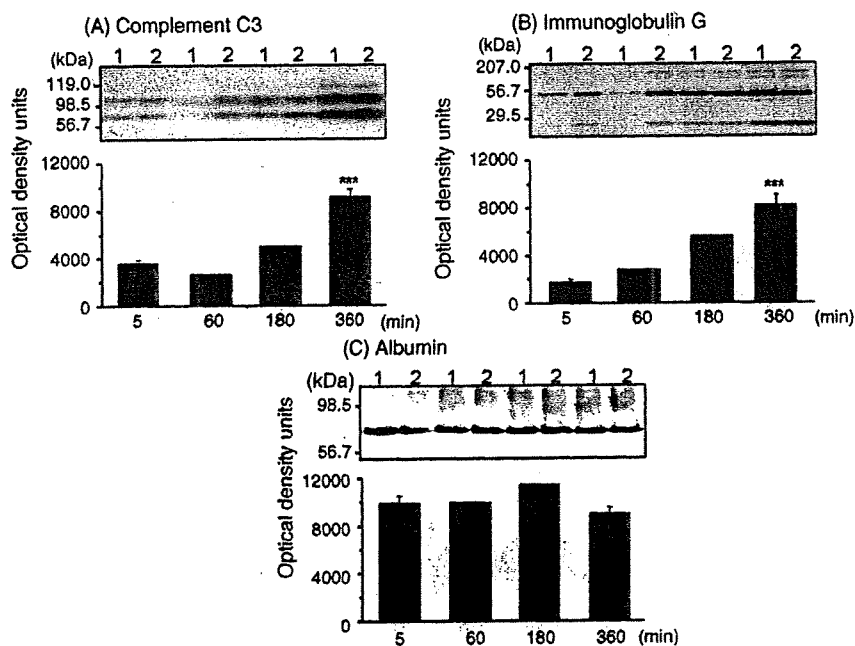 (A) Complement C3
(kDa) 1 2 1 2 1 2 1 2
119.0
98.5
56.7
Optical density units
12000
8000
4000
0
***
5 60 180 360 (min)
(B) Immunoglobulin G
(kDa) 1 2 1 2 1 2 1 2
207.0
56.7
29.5
Optical density units
12000
8000
4000
0
***
5 60 180 360 (min)
(C) Albumin
(kDa) 1 2 1 2 1 2 1 2
98.5
56.7
Optical density units
12000
8000
4000
0
5 60 180 360 (min)